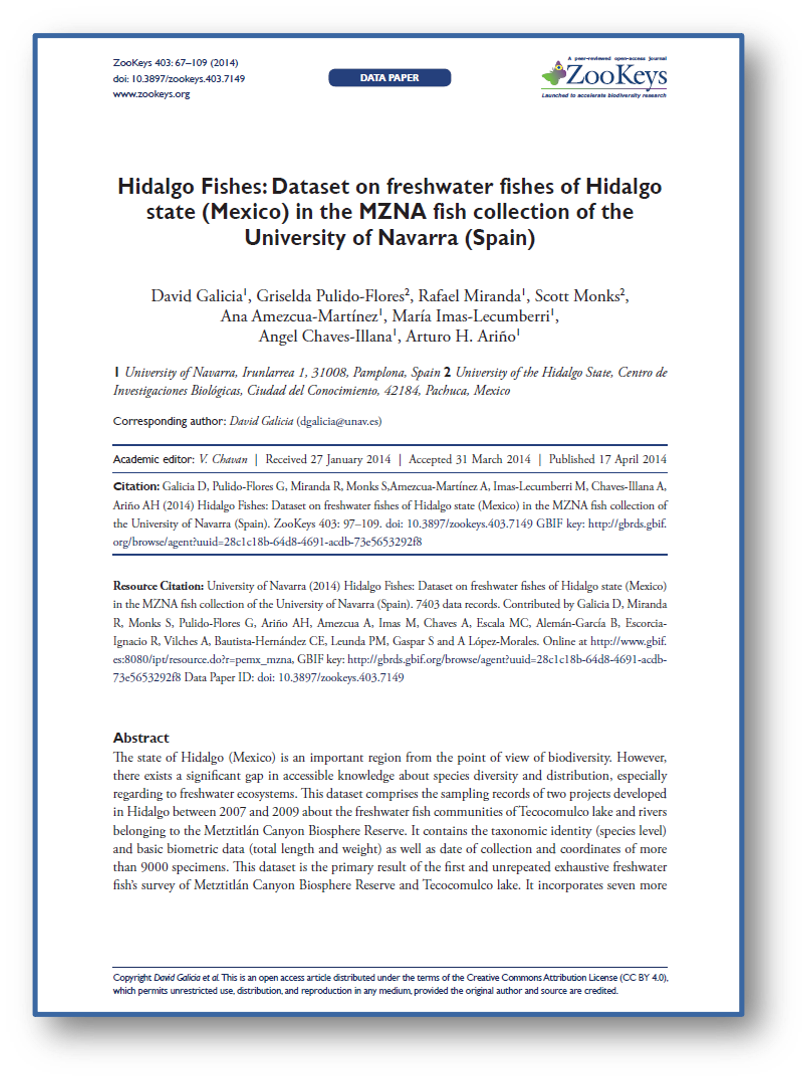 ZooKeys 403: 67–109 (2014)
doi: 10.3897/zookeys.403.7149
www.zookeys.org
DATA PAPER
A peer-reviewed open-access journal
ZooKeys
Launched to accelerate biodiversity research
Hidalgo Fishes: Dataset on freshwater fishes of Hidalgo
state (Mexico) in the MZNA fish collection of the
University of Navarra (Spain)
David Galicia¹, Griselda Pulido-Flores², Rafael Miranda¹, Scott Monks²,
Ana Amezcua-Martínez¹, María Imas-Lecumberri¹,
Angel Chaves-Illana¹, Arturo H. Ariño¹
1 University of Navarra, Irunlarrea 1, 31008, Pamplona, Spain 2 University of the Hidalgo State, Centro de
Investigaciones Biológicas, Ciudad del Conocimiento, 42184, Pachuca, Mexico
Corresponding author: David Galicia (dgalicia@unav.es)
Academic editor: V. Chavan | Received 27 January 2014 | Accepted 31 March 2014 | Published 17 April 2014
Citation: Galicia D, Pulido-Flores G, Miranda R, Monks S,Amezcua-Martínez A, Imas-Lecumberri M, Chaves-Illana A,
Ariño AH (2014) Hidalgo Fishes: Dataset on freshwater fishes of Hidalgo state (Mexico) in the MZNA fish collection of
the University of Navarra (Spain). ZooKeys 403: 97–109. doi: 10.3897/zookeys.403.7149 GBIF key: http://gbrds.gbif.
org/browse/agent?uuid=28c1c18b-64d8-4691-acdb-73e5653292f8
Resource Citation: University of Navarra (2014) Hidalgo Fishes: Dataset on freshwater fishes of Hidalgo state (Mexico)
in the MZNA fish collection of the University of Navarra (Spain). 7403 data records. Contributed by Galicia D, Miranda
R, Monks S, Pulido-Flores G, Ariño AH, Amezcua A, Imas M, Chaves A, Escala MC, Alemán-García B, Escorcia-
Ignacio R, Vilches A, Bautista-Hernández CE, Leunda PM, Gaspar S and A López-Morales. Online at http://www.gbif.
es:8080/ipt/resource.do?r=pemx_mzna, GBIF key: http://gbrds.gbif.org/browse/agent?uuid=28c1c18b-64d8-4691-acdb-
73e5653292f8 Data Paper ID: doi: 10.3897/zookeys.403.7149
Abstract
The state of Hidalgo (Mexico) is an important region from the point of view of biodiversity. However,
there exists a significant gap in accessible knowledge about species diversity and distribution, especially
regarding to freshwater ecosystems. This dataset comprises the sampling records of two projects developed
in Hidalgo between 2007 and 2009 about the freshwater fish communities of Tecocomulco lake and rivers
belonging to the Metztitlán Canyon Biosphere Reserve. It contains the taxonomic identity (species level)
and basic biometric data (total length and weight) as well as date of collection and coordinates of more
than 9000 specimens. This dataset is the primary result of the first and unrepeated exhaustive freshwater
fish's survey of Metztitlán Canyon Biosphere Reserve and Tecocomulco lake. It incorporates seven more
Copyright David Galicia et al. This is an open access article distributed under the terms of the Creative Commons Attribution License (CC BY 4.0),
which permits unrestricted use, distribution, and reproduction in any medium, provided the original author and source are credited.